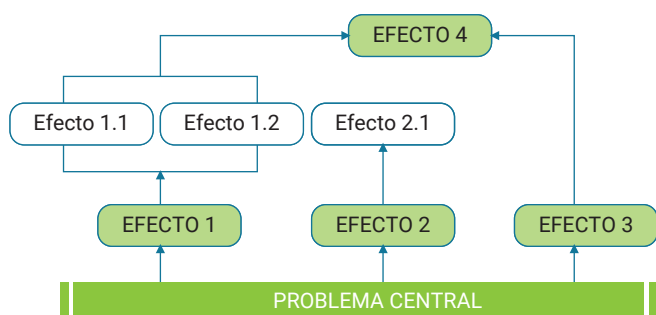 EFECTO 4
Efecto 1.1
Efecto 1.2
Efecto 2.1
EFECTO 1
EFECTO 2
EFECTO 3
PROBLEMA CENTRAL